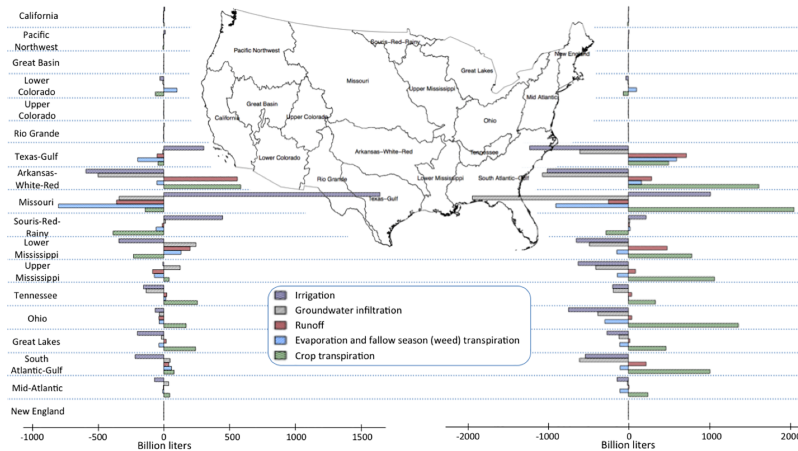 California
Pacific
Northwest
Great Basin
Lower
Colorado
Upper
Colorado
Rio Grande
Texas-Gulf
Arkansas-
White-Red
Missouri
Souris-Red-
Rainy
Lower
Mississippi
Upper
Mississippi
Tennessee
Ohio
Great Lakes
South
Atlantic-Gulf
Mid-Atlantic
New England
-1000 -500 0 500 1000 1500
Billion liters
Pacific Northwest
Souris-Red-Rainy
New England
Great Lakes
Missouri
Upper Mississippi
Mid Atlantic
Great Basin
Ohio
California
Upper Colorado
Arkansas-White-Red
Tennessee
Lower Colorado
Rio Grande
Lower Mississippi
South Atlantic-Gulf
Texas-Gulf
Irrigation
Groundwater infiltration
Runoff
Evaporation and fallow season (weed) transpiration
Crop transpiration
-2000 -1000 0 1000 2000
Billion liters